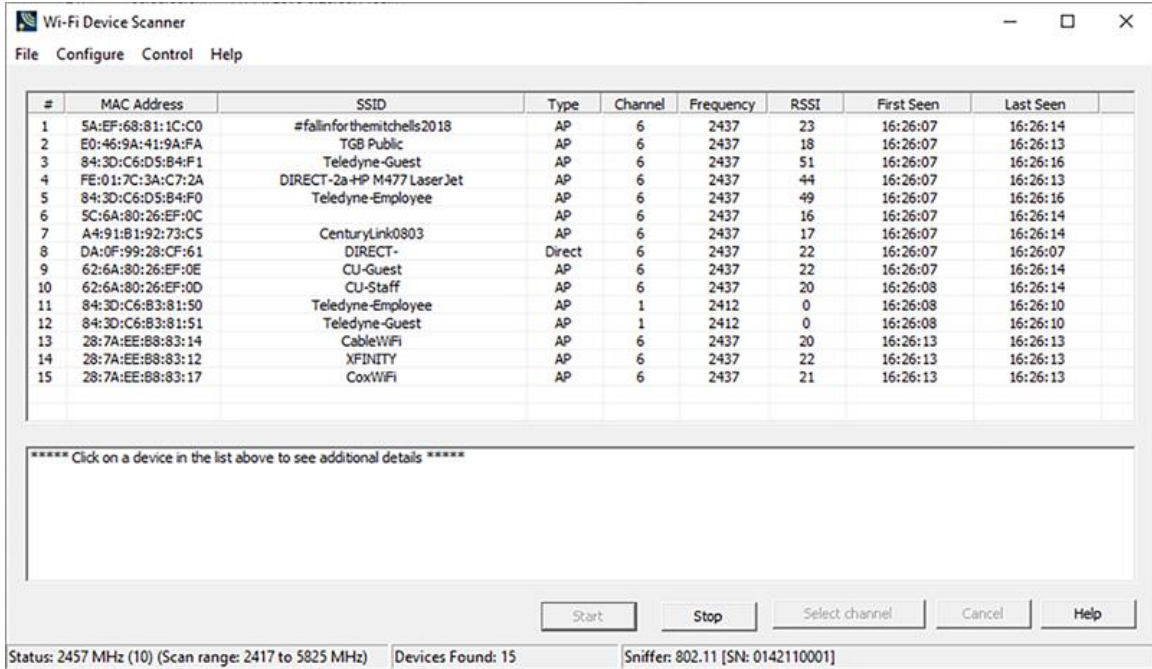 Wi-Fi Device Scanner
File Configure Control Help
# MAC Address SSID Type Channel Frequency RSSI First Seen Last Seen
1 5A:EF:68:81:1C:C0 #fallinforthemitchells2018 AP 6 2437 23 16:26:07 16:26:14
2 E0:46:9A:41:9A:FA TGB Public AP 6 2437 18 16:26:07 16:26:13
3 84:3D:C6:D5:B4:F1 Teledyne-Guest AP 6 2437 51 16:26:07 16:26:16
4 FE:01:7C:3A:C7:2A DIRECT-2a-HP M477 LaserJet AP 6 2437 44 16:26:07 16:26:13
5 84:3D:C6:D5:B4:F0 Teledyne-Employee AP 6 2437 49 16:26:07 16:26:16
6 5C:6A:80:26:EF:0C AP 6 2437 16 16:26:07 16:26:14
7 A4:91:B1:92:73:C5 CenturyLink0803 AP 6 2437 17 16:26:07 16:26:14
8 DA:0F:99:28:CF:61 DIRECT- Direct 6 2437 22 16:26:07 16:26:07
9 62:6A:80:26:EF:0E CU-Guest AP 6 2437 22 16:26:07 16:26:14
10 62:6A:80:26:EF:0D CU-Staff AP 6 2437 20 16:26:08 16:26:14
11 84:3D:C6:B3:81:50 Teledyne-Employee AP 1 2412 0 16:26:08 16:26:10
12 84:3D:C6:B3:81:51 Teledyne-Guest AP 1 2412 0 16:26:08 16:26:10
13 28:7A:EE:B8:83:14 CableWiFi AP 6 2437 20 16:26:13 16:26:13
14 28:7A:EE:B8:83:12 XFINITY AP 6 2437 22 16:26:13 16:26:13
15 28:7A:EE:B8:83:17 CoxWiFi AP 6 2437 21 16:26:13 16:26:13
***** Click on a device in the list above to see additional details *****
Start Stop Select channel Cancel Help
Status: 2457 MHz (10) (Scan range: 2417 to 5825 MHz) Devices Found: 15 Sniffer: 802.11 [SN: 0142110001]